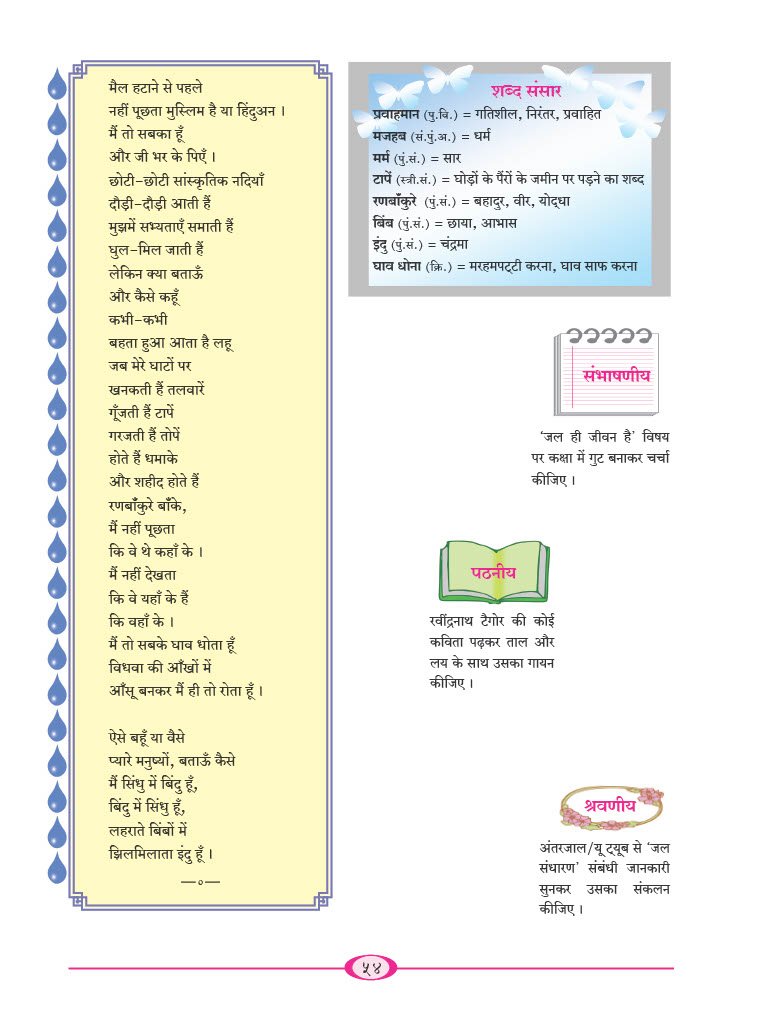 मैल हटाने से पहले
नहीं पूछता मुस्लिम है या हिंदुअन ।
मैं तो सबका हूँ
और जी भर के पिएँ ।
छोटी-छोटी सांस्कृतिक नदियाँ
दौड़ी-दौड़ी आती हैं
मुझमें सभ्यताएँ समाती हैं
घुल-मिल जाती हैं
लेकिन क्या बताऊँ
और कैसे कहूँ
कभी-कभी
बहता हुआ आता है लहू
जब मेरे घाटों पर
खनकती हैं तलवारें
गूँजती हैं टापें
गरजती हैं तोपें
होते हैं धमाके
और शहीद होते हैं
रणबाँकुरे बाँके,
मैं नहीं पूछता
कि वे थे कहाँ के ।
मैं नहीं देखता
कि वे यहाँ के हैं
कि वहाँ के ।
मैं तो सबके घाव धोता हूँ
विधवा की आँखों में
आँसू बनकर मैं ही तो रोता हूँ ।
ऐसे बहूँ या वैसे
प्यारे मनुष्यों, बताऊँ कैसे
मैं सिंधु में बिंदु हूँ,
बिंदु में सिंधु हूँ,
लहराते बिंबों में
झिलमिलाता इंदु हूँ ।
—०—
शब्द संसार
प्रवाहमान (पु.वि.) = गतिशील, निरंतर, प्रवाहित
मजहब (सं.पुं.अ.) = धर्म
मर्म (पुं.सं.) = सार
टापें (स्त्री.सं.) = घोड़ों के पैंरों के जमीन पर पड़ने का शब्द
रणबाँकुरे (पुं.सं.) = बहादुर, वीर, योद्धा
बिंब (पुं.सं.) = छाया, आभास
इंदु (पुं.सं.) = चंद्रमा
घाव धोना (क्रि.) = मरहमपट्टी करना, घाव साफ करना
संभाषणीय
‘जल ही जीवन है’ विषय
पर कक्षा में गुट बनाकर चर्चा
कीजिए ।
पठनीय
रवींद्रनाथ टैगोर की कोई
कविता पढ़कर ताल और
लय के साथ उसका गायन
कीजिए ।
श्रवणीय
अंतरजाल/यू ट्यूब से ‘जल
संधारण’ संबंधी जानकारी
सुनकर उसका संकलन
कीजिए ।
५४